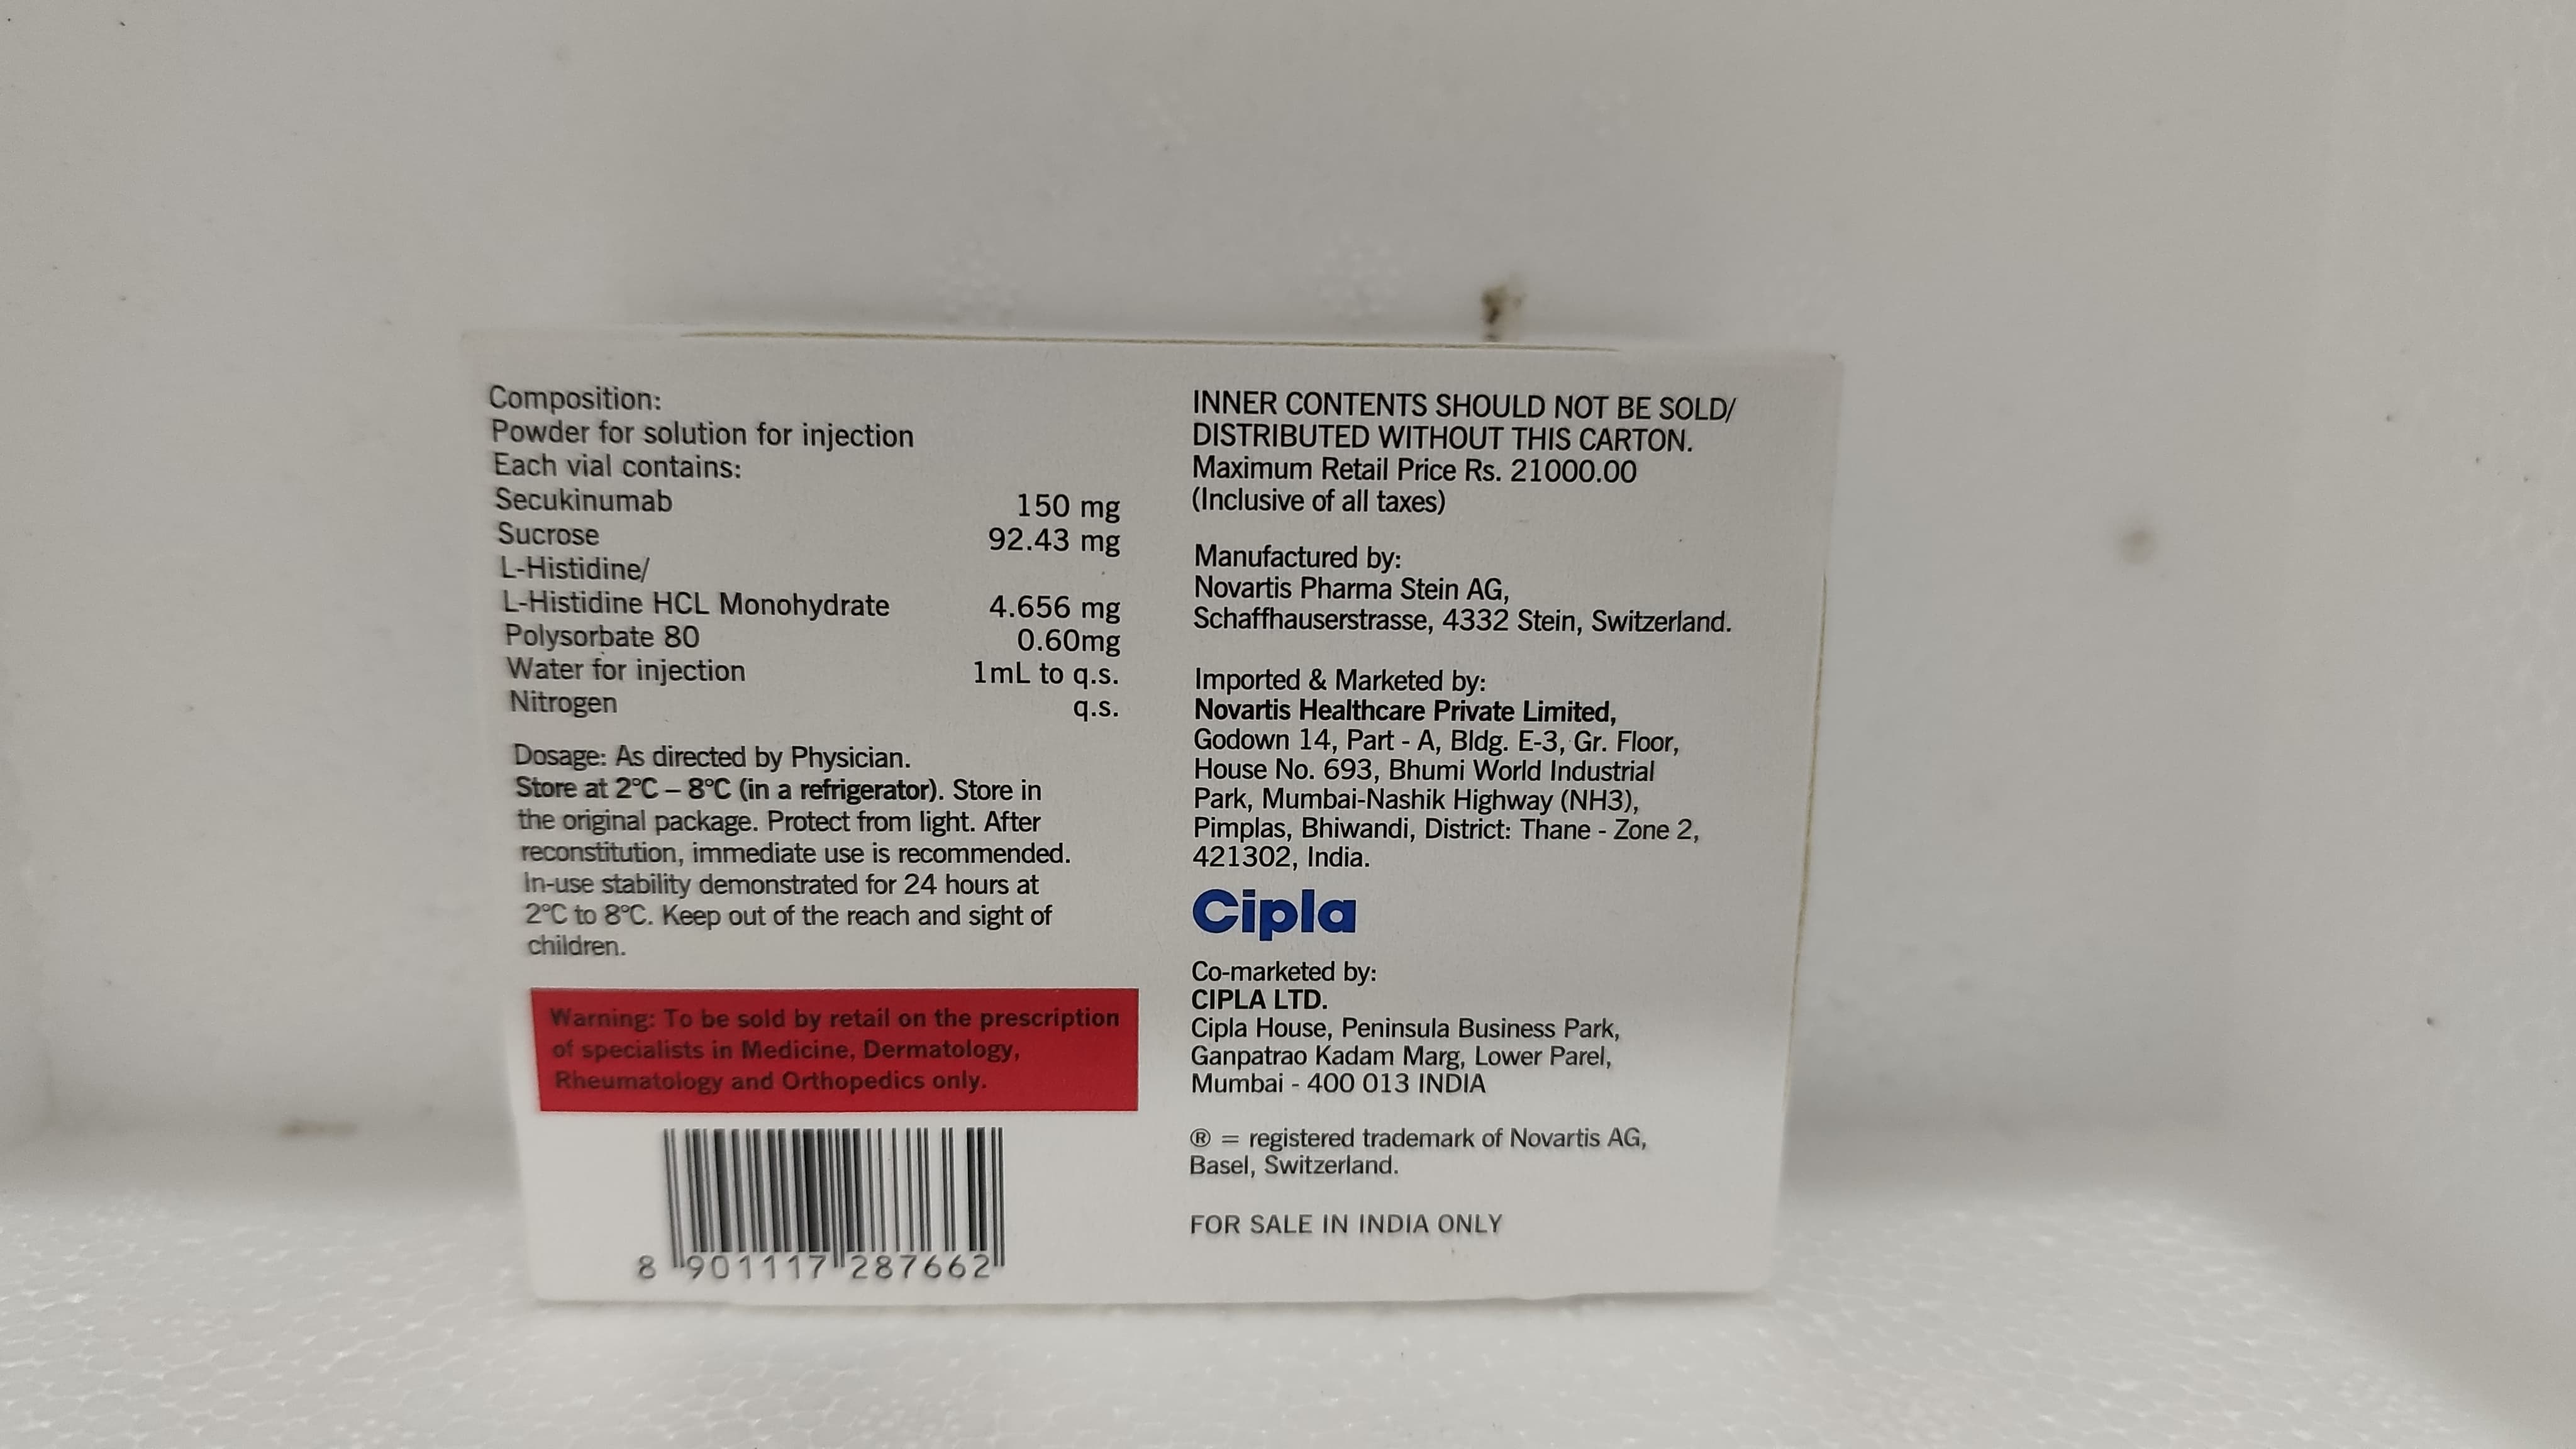 Composition:
Powder for solution for injection
Each vial contains:
Secukinumab 150 mg
Sucrose 92.43 mg
L-Histidine/
L-Histidine HCL Monohydrate 4.656 mg
Polysorbate 80 0.60mg
Water for injection 1mL to q.s.
Nitrogen q.s.
Dosage: As directed by Physician.
Store at 2°C – 8°C (in a refrigerator). Store in
the original package. Protect from light. After
reconstitution, immediate use is recommended.
In-use stability demonstrated for 24 hours at
2°C to 8°C. Keep out of the reach and sight of
children.
Warning: To be sold by retail on the prescription
of specialists in Medicine, Dermatology,
Rheumatology and Orthopedics only.
8 901117 287662
INNER CONTENTS SHOULD NOT BE SOLD/
DISTRIBUTED WITHOUT THIS CARTON.
Maximum Retail Price Rs. 21000.00
(Inclusive of all taxes)
Manufactured by:
Novartis Pharma Stein AG,
Schaffhauserstrasse, 4332 Stein, Switzerland.
Imported & Marketed by:
Novartis Healthcare Private Limited,
Godown 14, Part - A, Bldg. E-3, Gr. Floor,
House No. 693, Bhumi World Industrial
Park, Mumbai-Nashik Highway (NH3),
Pimplas, Bhiwandi, District: Thane - Zone 2,
421302, India.
Cipla
Co-marketed by:
CIPLA LTD.
Cipla House, Peninsula Business Park,
Ganpatrao Kadam Marg, Lower Parel,
Mumbai - 400 013 INDIA
® = registered trademark of Novartis AG,
Basel, Switzerland.
FOR SALE IN INDIA ONLY